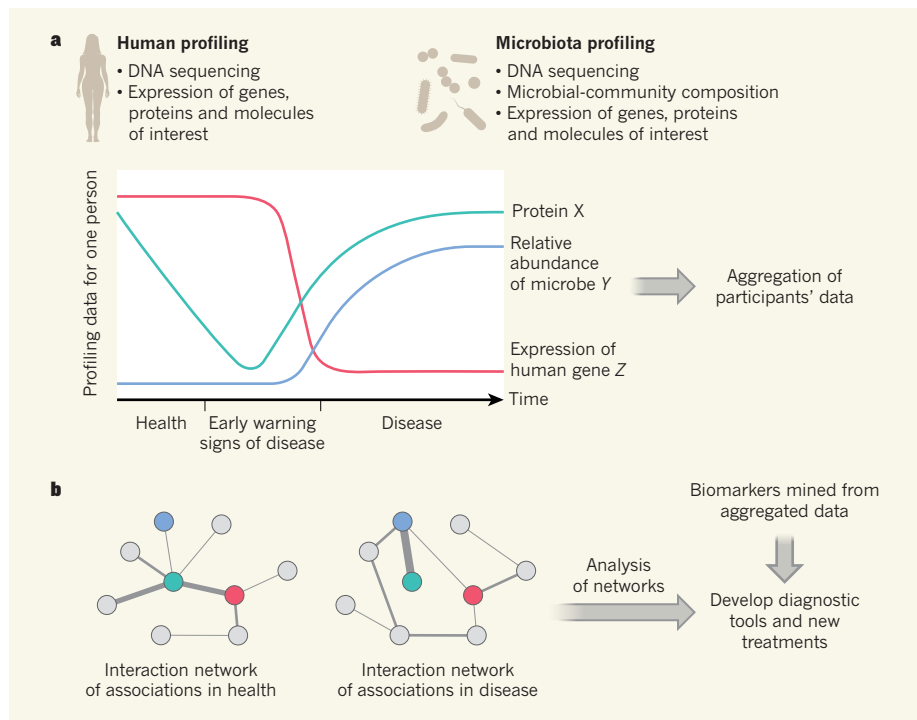 a
Human profiling
• DNA sequencing
• Expression of genes,
proteins and molecules
of interest
Microbiota profiling
• DNA sequencing
• Microbial-community composition
• Expression of genes, proteins
and molecules of interest
Profiling data for one person
Protein X
Relative
abundance
of microbe Y
Expression of
human gene Z
Time
Health
Early warning
signs of disease
Disease
Aggregation of
participants’ data
b
Interaction network
of associations in health
Interaction network
of associations in disease
Analysis
of networks
Biomarkers mined from
aggregated data
Develop diagnostic
tools and new
treatments